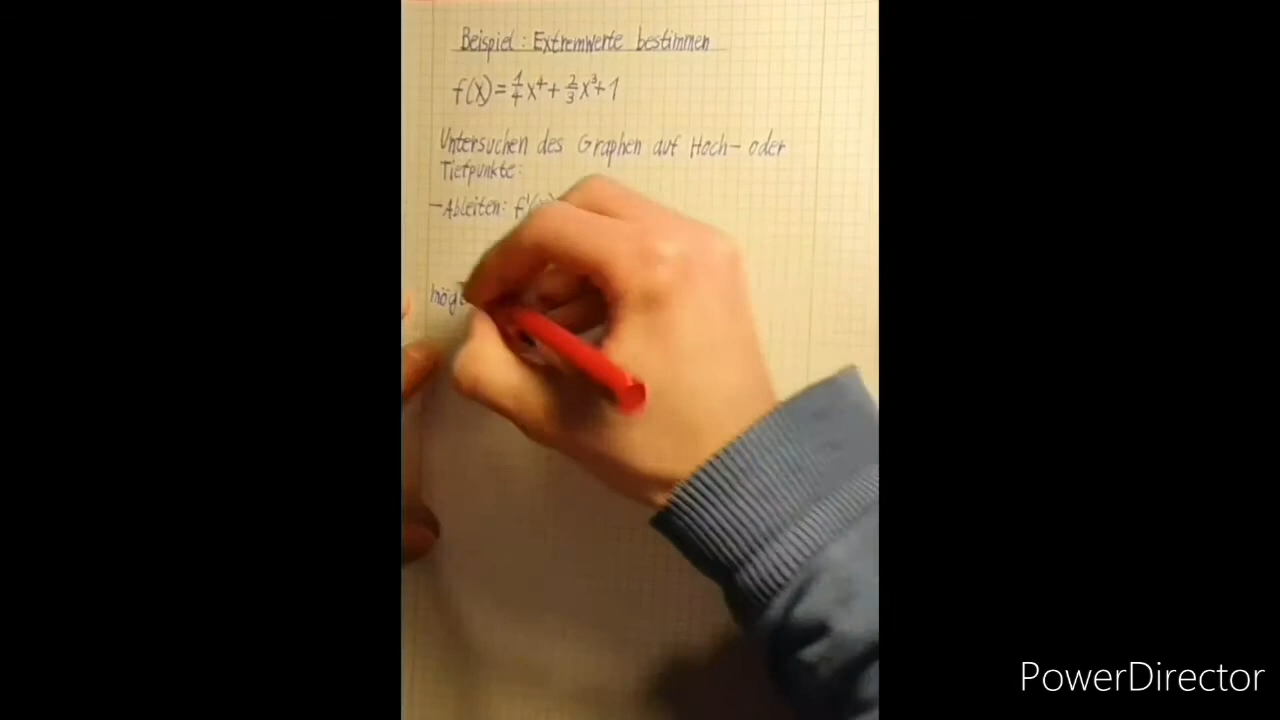 Beispiel: Extremwerte bestimmen
f(x)=1/4x⁴+2/3x³+1
Untersuchen des Graphen auf Hoch- oder
Tiefpunkte:
-Ableiten: f'(x)
PowerDirector